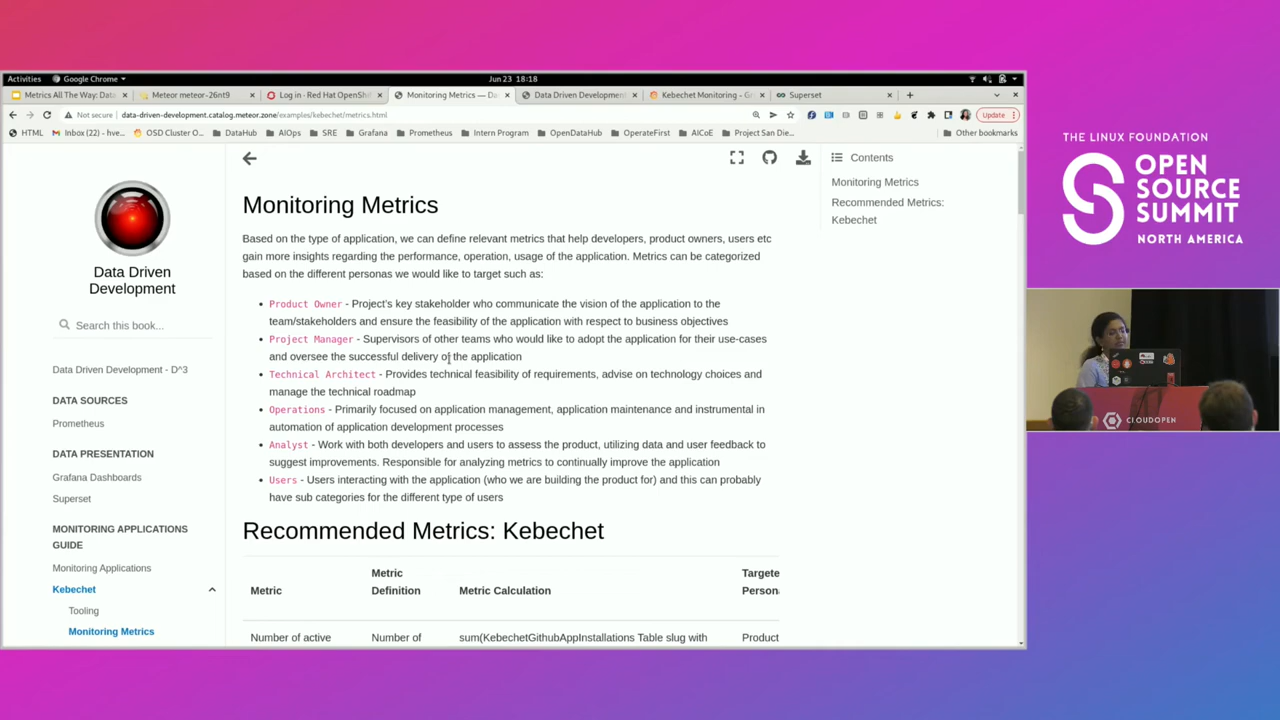 Activities
Google Chrome
Jun 23 18:18
Metrics All The Way: Data
Meteor meteor-26nt9
Log in · Red Hat OpenShi
Monitoring Metrics — Da
Data Driven Developmen
Kebechet Monitoring - Gr
Superset
Not secure
data-driven-development.catalog.meteor.zone/examples/kebechet/metrics.html
Update
HTML
Inbox (22) - hve...
OSD Cluster O...
DataHub
AIOps
SRE
Grafana
Prometheus
Intern Program
OpenDataHub
OperateFirst
AICoE
Project San Die...
Other bookmarks
Data Driven
Development
Search this book...
Data Driven Development - D^3
DATA SOURCES
Prometheus
DATA PRESENTATION
Grafana Dashboards
Superset
MONITORING APPLICATIONS
GUIDE
Monitoring Applications
Kebechet
Tooling
Monitoring Metrics
Monitoring Metrics
Based on the type of application, we can define relevant metrics that help developers, product owners, users etc
gain more insights regarding the performance, operation, usage of the application. Metrics can be categorized
based on the different personas we would like to target such as:
• Product Owner - Project's key stakeholder who communicate the vision of the application to the
team/stakeholders and ensure the feasibility of the application with respect to business objectives
• Project Manager - Supervisors of other teams who would like to adopt the application for their use-cases
and oversee the successful delivery of the application
• Technical Architect - Provides technical feasibility of requirements, advise on technology choices and
manage the technical roadmap
• Operations - Primarily focused on application management, application maintenance and instrumental in
automation of application development processes
• Analyst - Work with both developers and users to assess the product, utilizing data and user feedback to
suggest improvements. Responsible for analyzing metrics to continually improve the application
• Users - Users interacting with the application (who we are building the product for) and this can probably
have sub categories for the different type of users
Recommended Metrics: Kebechet
Metric
Metric
Definition
Metric Calculation
Targete
Person
Number of active
Number of
sum(KebechetGithubAppInstallations Table slug with
Product
Contents
Monitoring Metrics
Recommended Metrics:
Kebechet
THE LINUX FOUNDATION
OPEN
SOURCE
SUMMIT
NORTH AMERICA
CLOUDOPEN